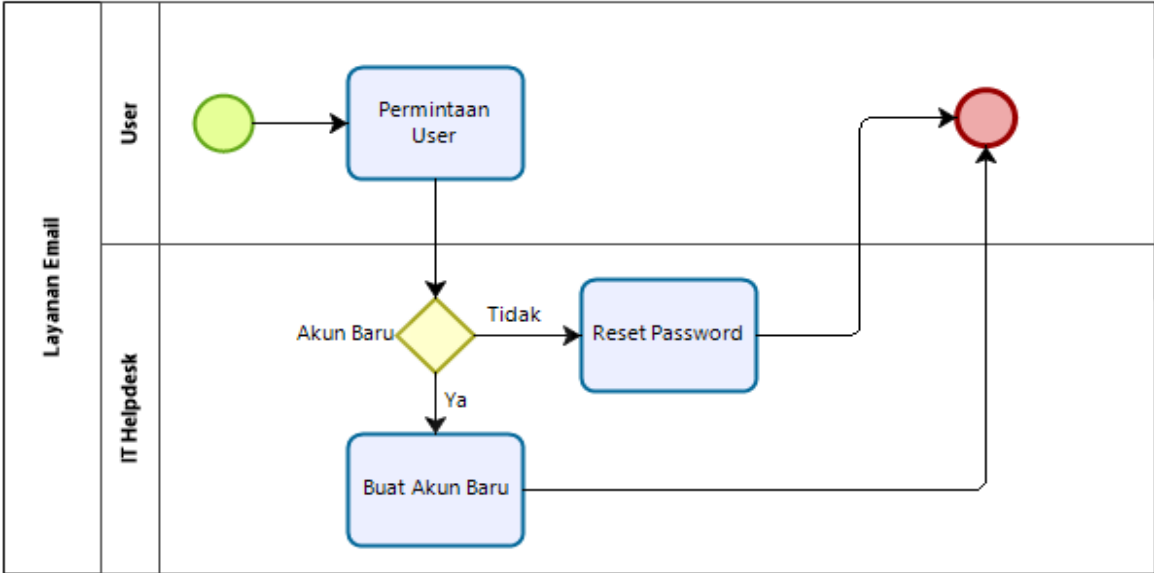 Layanan Email
User
Permintaan
User
IT Helpdesk
Akun Baru
Tidak
Reset Password
Ya
Buat Akun Baru